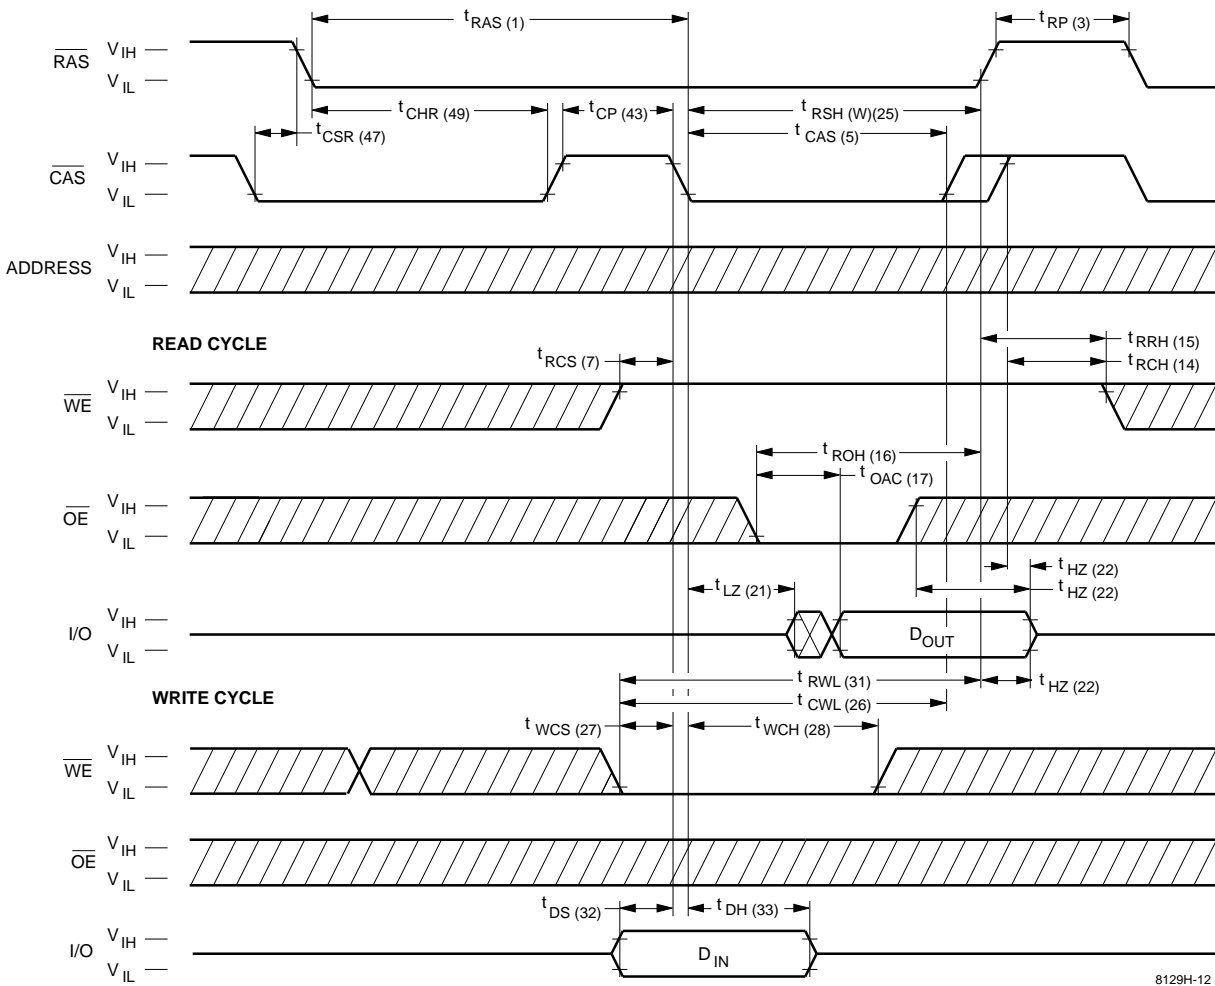 t RAS (1)
t RP (3)
RAS
V IH
V IL
t CHR (49)
t CP (43)
t RSH (W)(25)
t CSR (47)
t CAS (5)
CAS
V IH
V IL
ADDRESS
V IH
V IL
READ CYCLE
t RRH (15)
t RCS (7)
t RCH (14)
WE
V IH
V IL
t ROH (16)
t OAC (17)
OE
V IH
V IL
t HZ (22)
t LZ (21)
t HZ (22)
I/O
V IH
V IL
D OUT
t RWL (31)
t HZ (22)
WRITE CYCLE
t CWL (26)
t WCS (27)
t WCH (28)
WE
V IH
V IL
OE
V IH
V IL
t DS (32)
t DH (33)
I/O
V IH
V IL
D IN
8129H-12